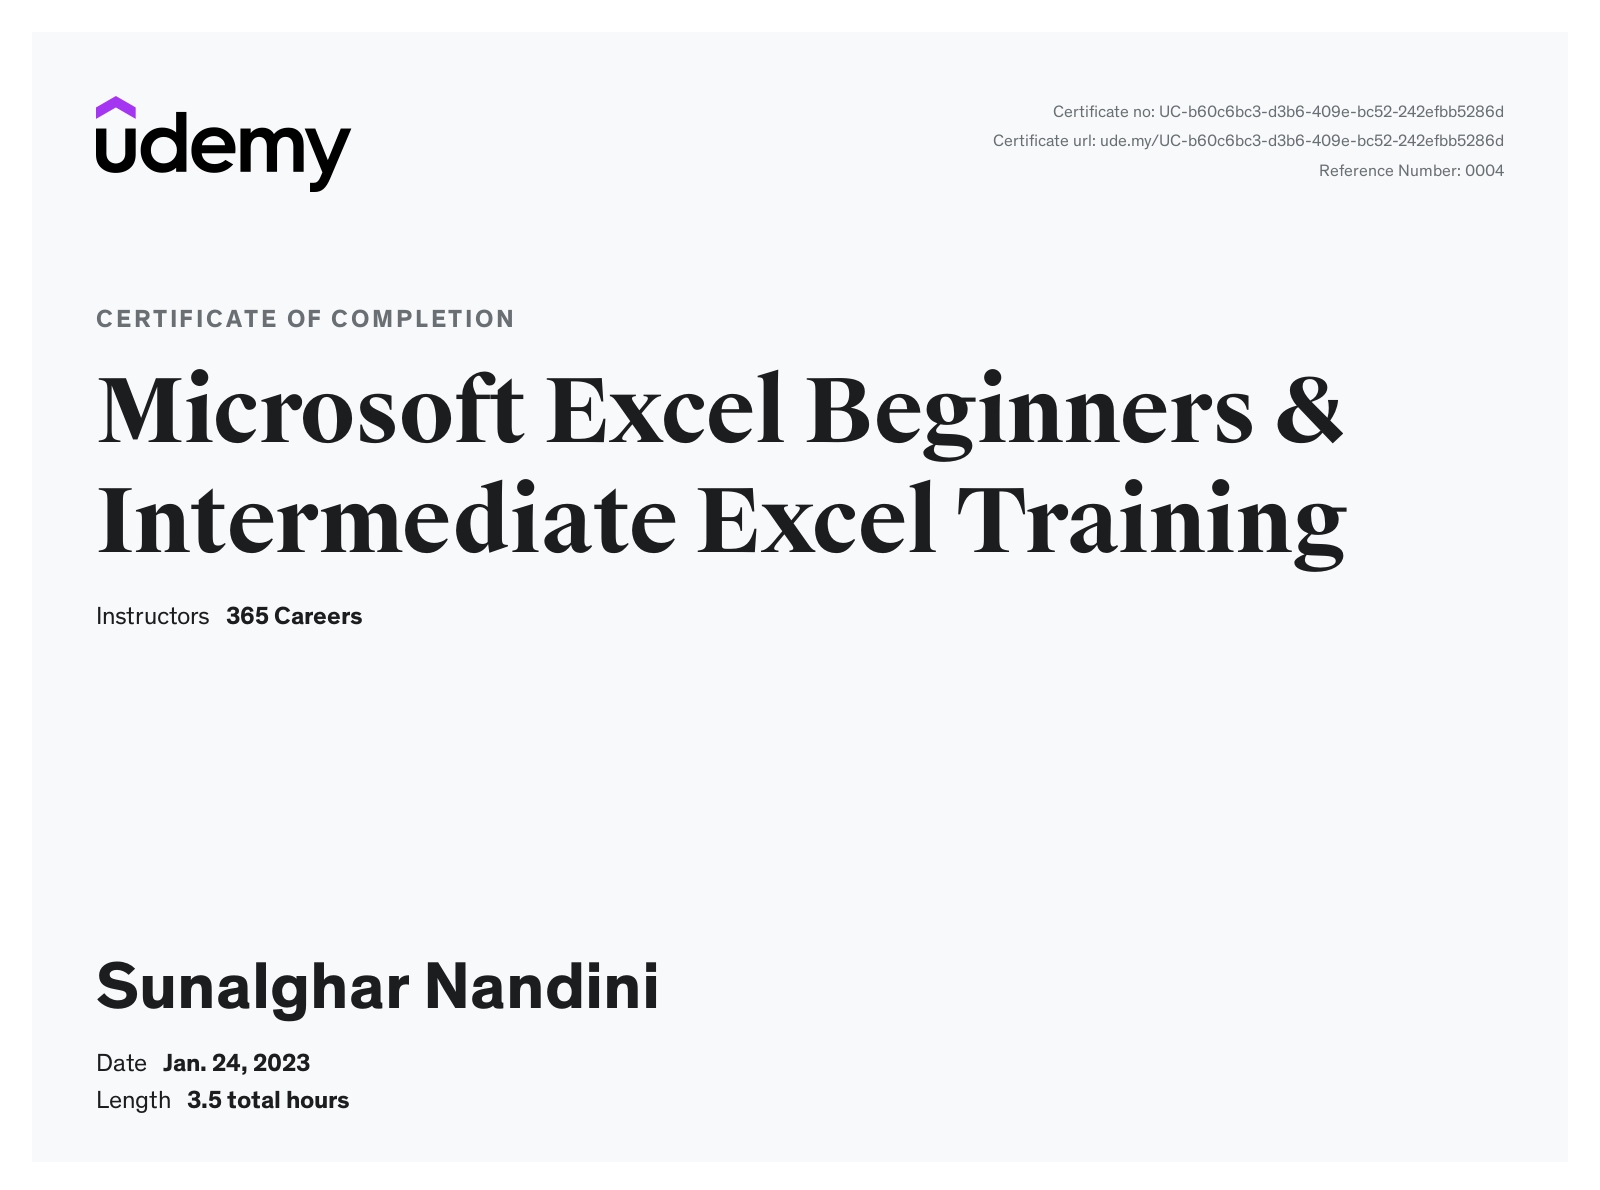 udemy
Certificate no: UC-b60c6bc3-d3b6-409e-bc52-242efbb5286d
Certificate url: ude.my/UC-b60c6bc3-d3b6-409e-bc52-242efbb5286d
Reference Number: 0004
CERTIFICATE OF COMPLETION
Microsoft Excel Beginners &
Intermediate Excel Training
Instructors 365 Careers
Sunalghar Nandini
Date Jan. 24, 2023
Length 3.5 total hours